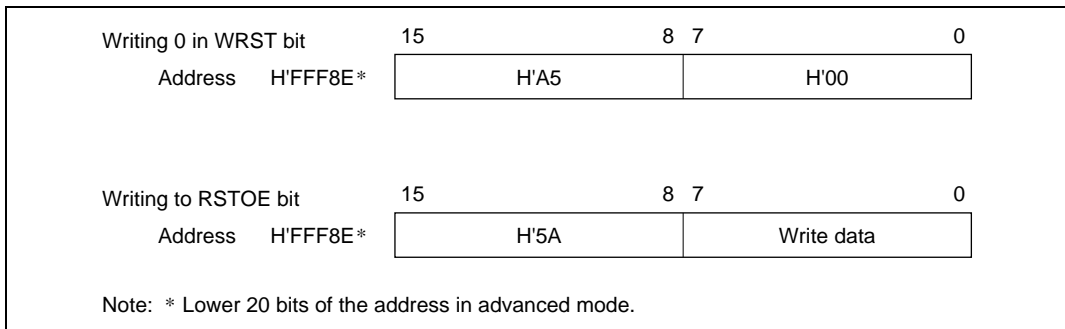 Writing 0 in WRST bit 15 8 7 0
Address H'FFF8E* H'A5 H'00
Writing to RSTOE bit 15 8 7 0
Address H'FFF8E* H'5A Write data
Note: * Lower 20 bits of the address in advanced mode.